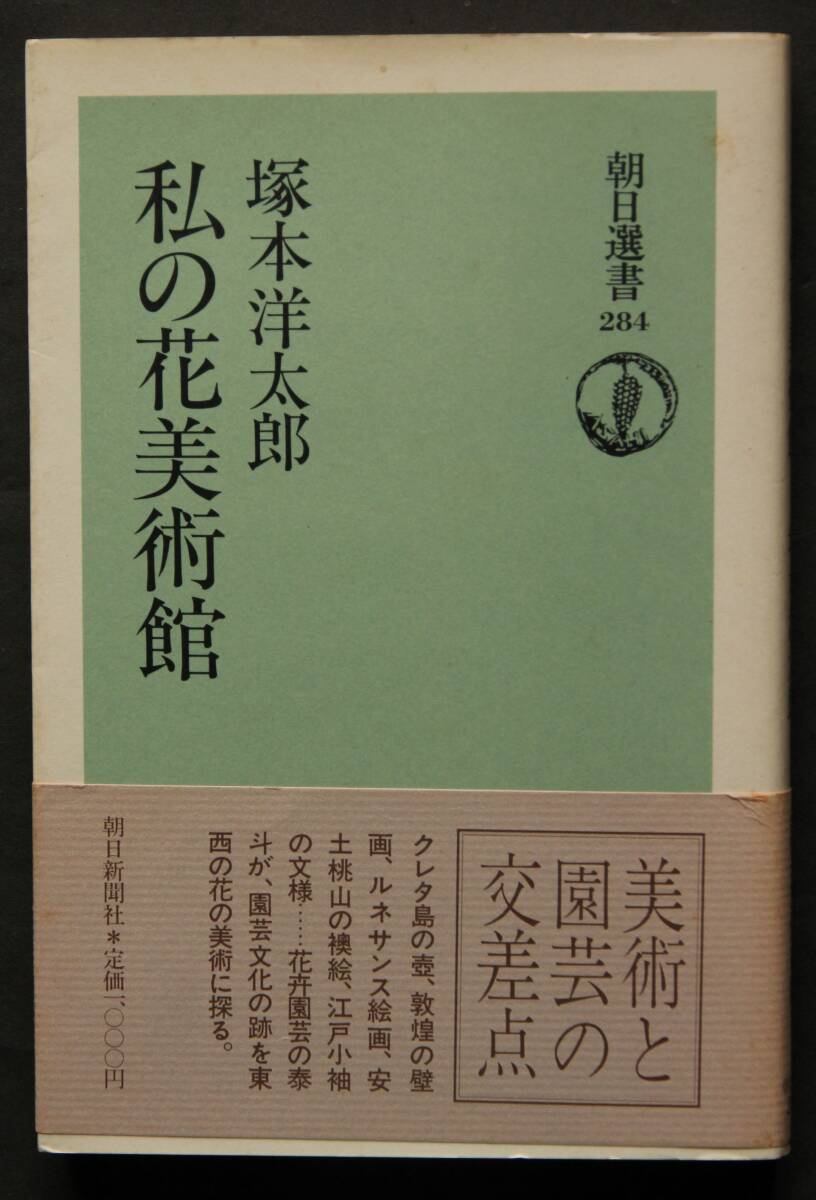 朝日選書
284
塚本洋太郎
私の花美術館
美術と
園芸の
交差点
クレタ島の壺、敦煌の壁
画、ルネサンス絵画、安
土桃山の襖絵、江戸小袖
の文様……花卉園芸の泰
斗が、園芸文化の跡を東
西の花の美術に探る。
朝日新聞社＊定価一、〇〇〇円